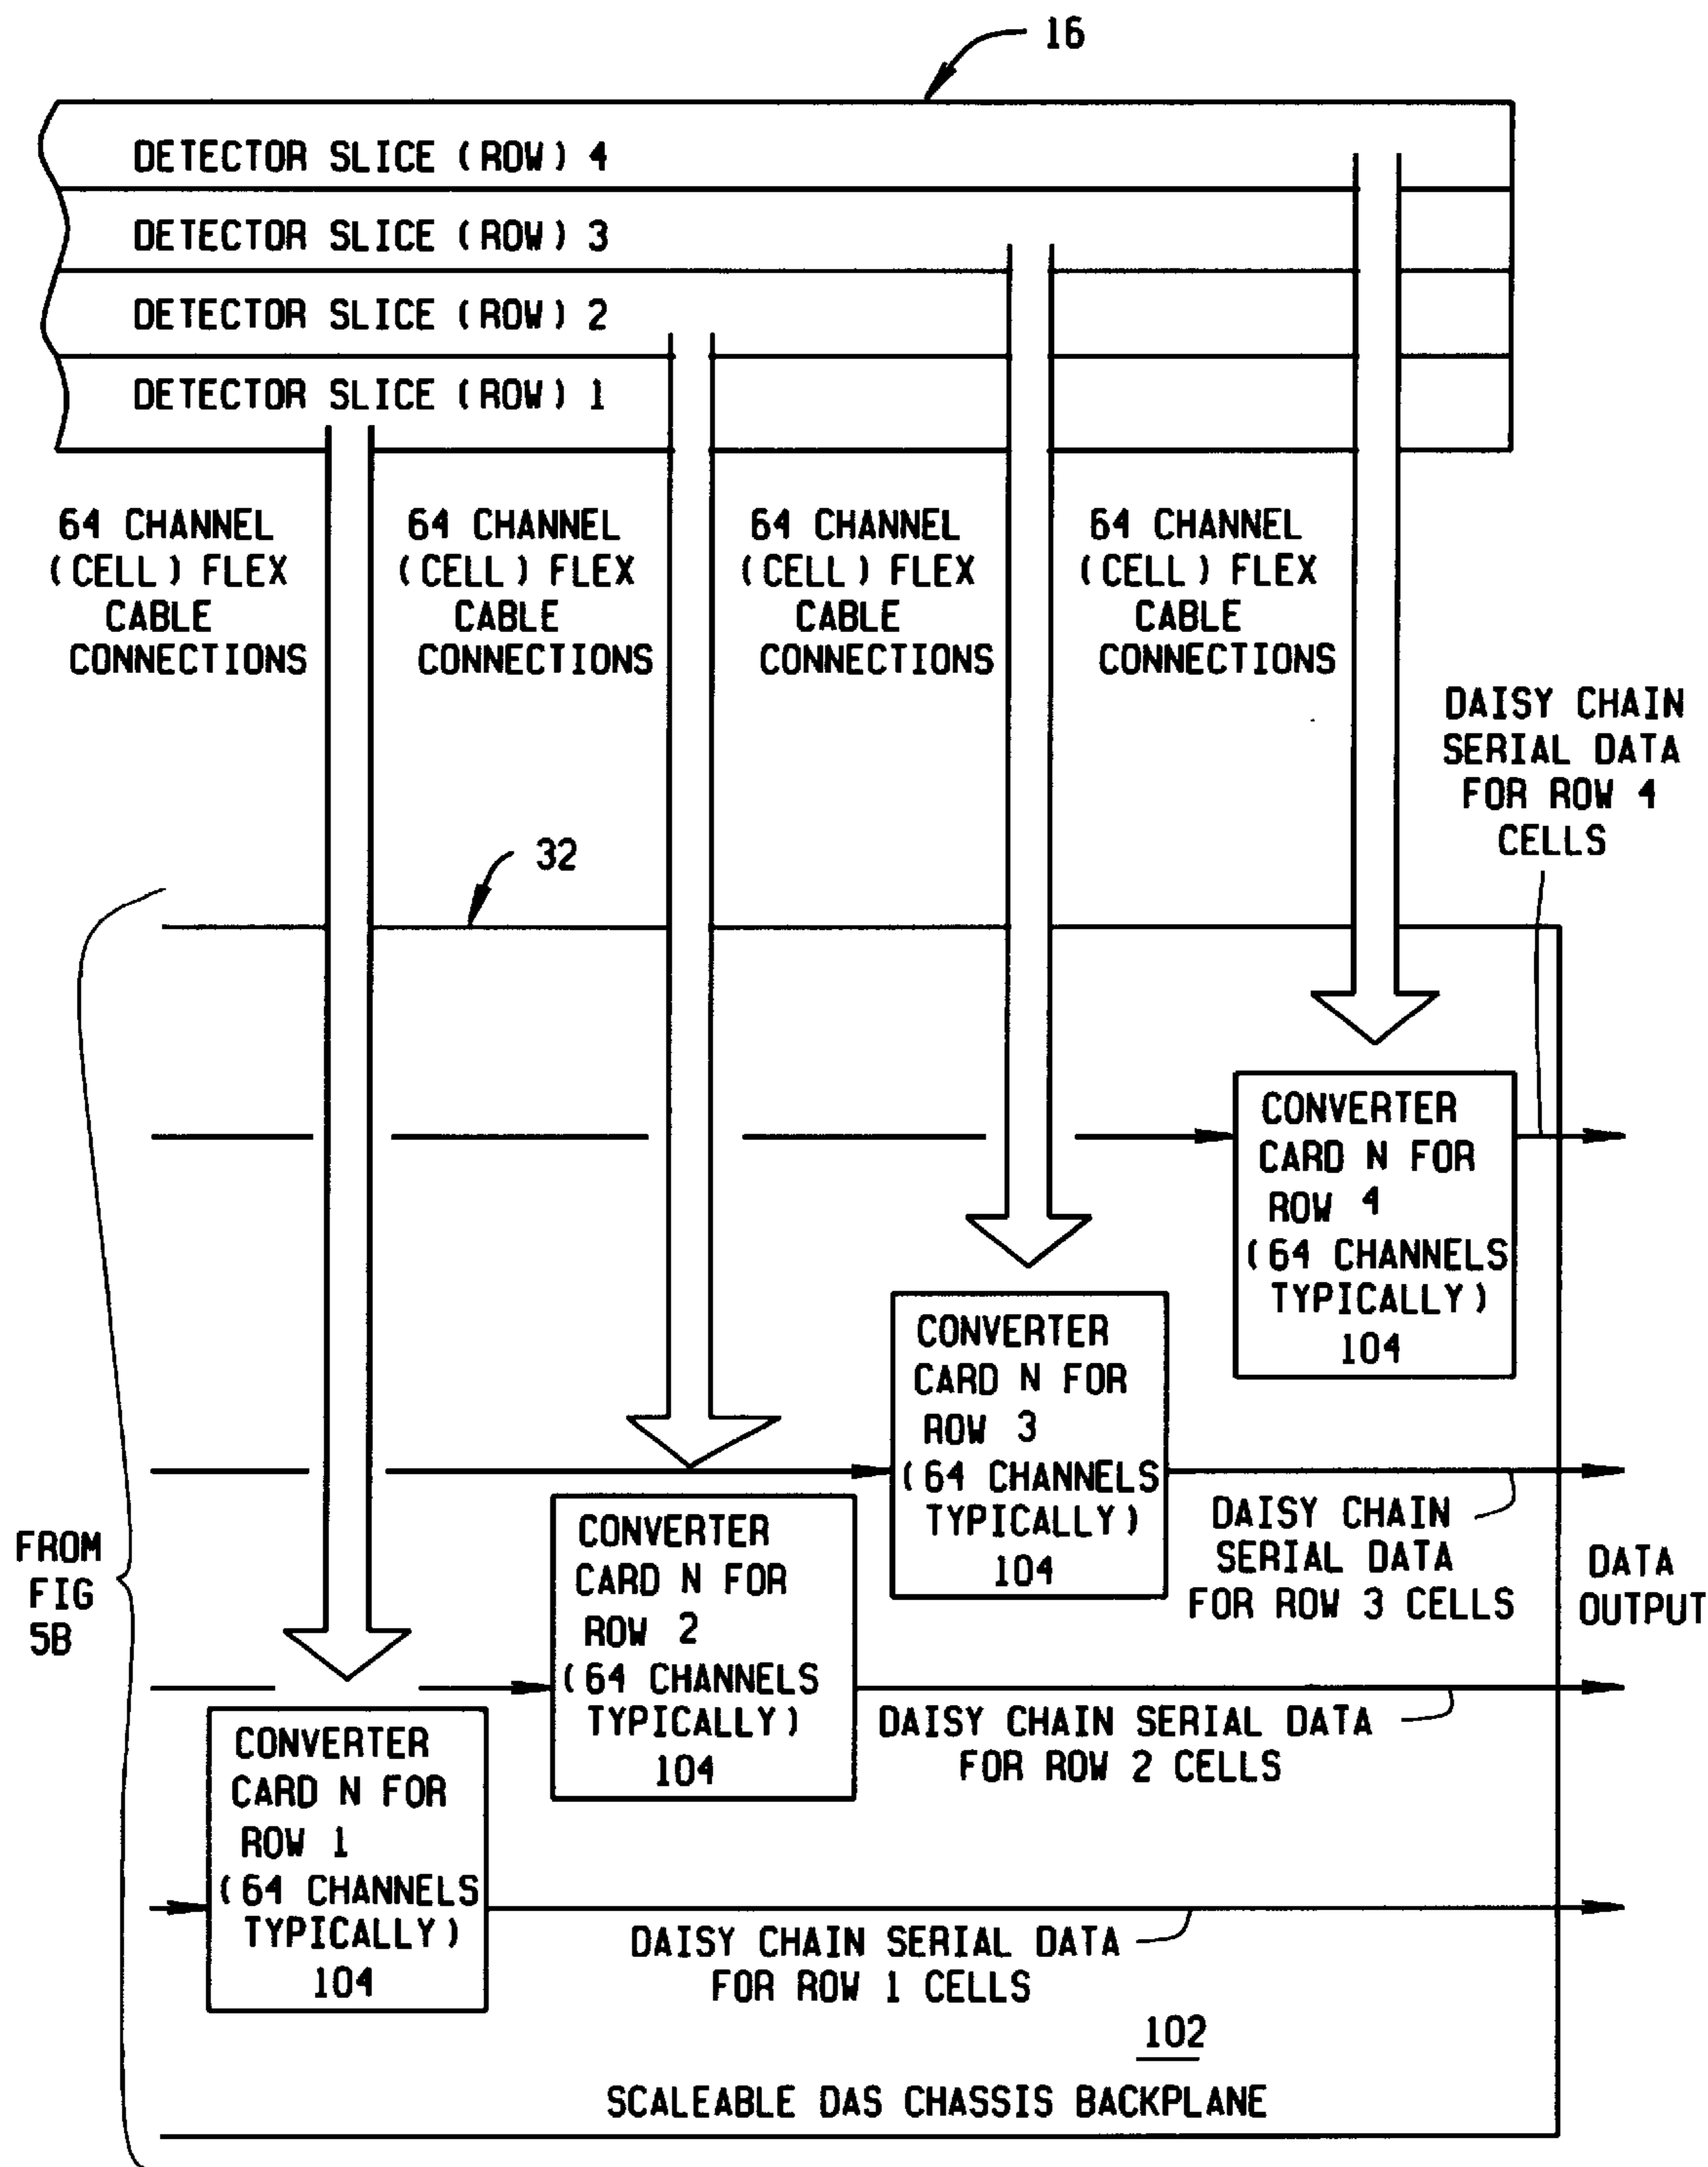 16
DETECTOR SLICE (ROW) 4
DETECTOR SLICE (ROW) 3
DETECTOR SLICE (ROW) 2
DETECTOR SLICE (ROW) 1
64 CHANNEL
(CELL) FLEX
CABLE
CONNECTIONS
64 CHANNEL
(CELL) FLEX
CABLE
CONNECTIONS
64 CHANNEL
(CELL) FLEX
CABLE
CONNECTIONS
64 CHANNEL
(CELL) FLEX
CABLE
CONNECTIONS
DAISY CHAIN
SERIAL DATA
FOR ROW 4
CELLS
32
CONVERTER
CARD N FOR
ROW 4
(64 CHANNELS
TYPICALLY)
104
CONVERTER
CARD N FOR
ROW 3
(64 CHANNELS
TYPICALLY)
104
DAISY CHAIN
SERIAL DATA
FOR ROW 3 CELLS
DATA
OUTPUT
FROM
FIG
5B
CONVERTER
CARD N FOR
ROW 2
(64 CHANNELS
TYPICALLY)
104
DAISY CHAIN SERIAL DATA
FOR ROW 2 CELLS
CONVERTER
CARD N FOR
ROW 1
(64 CHANNELS
TYPICALLY)
104
DAISY CHAIN SERIAL DATA
FOR ROW 1 CELLS
102
SCALEABLE DAS CHASSIS BACKPLANE